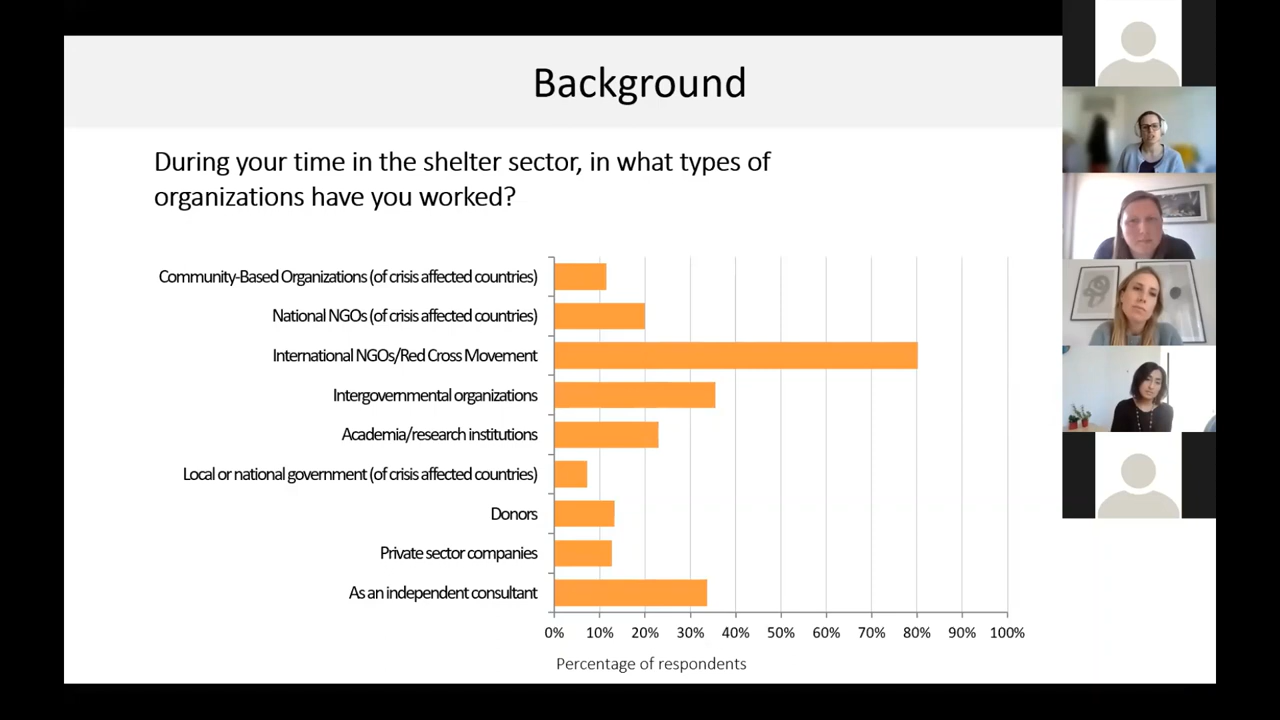 Background
During your time in the shelter sector, in what types of
organizations have you worked?
Community-Based Organizations (of crisis affected countries)
National NGOs (of crisis affected countries)
International NGOs/Red Cross Movement
Intergovernmental organizations
Academia/research institutions
Local or national government (of crisis affected countries)
Donors
Private sector companies
As an independent consultant
0% 10% 20% 30% 40% 50% 60% 70% 80% 90% 100%
Percentage of respondents